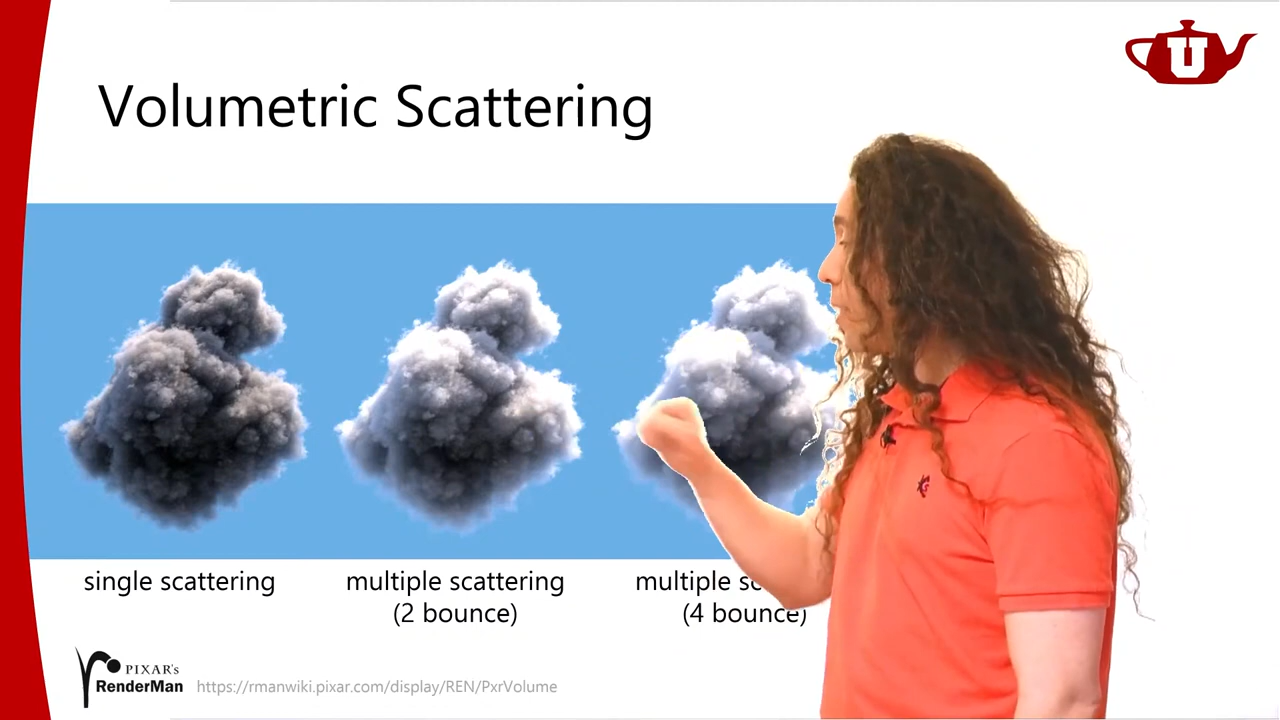 U
Volumetric Scattering
single scattering
multiple scattering
(2 bounce)
multiple
(4 bounce)
PIXAR's
RenderMan
https://rmanwiki.pixar.com/display/REN/PxrVolume